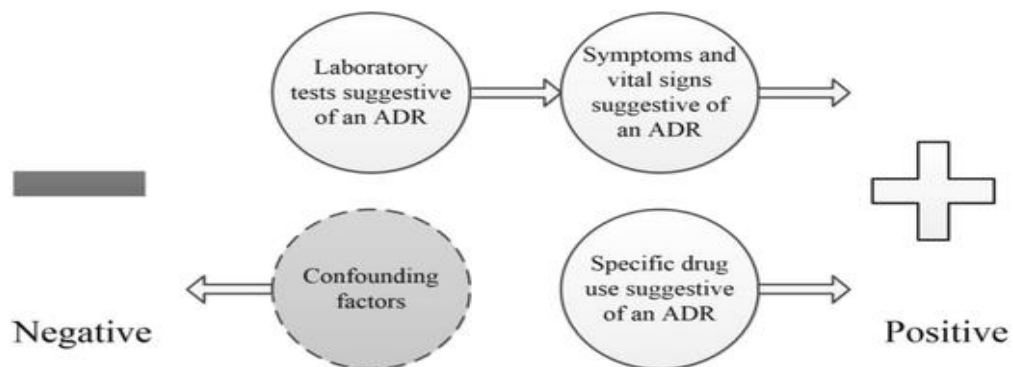 Laboratory
tests suggestive
of an ADR
Symptoms and
vital signs
suggestive of
an ADR
Confounding
factors
Specific drug
use suggestive
of an ADR
Negative
Positive